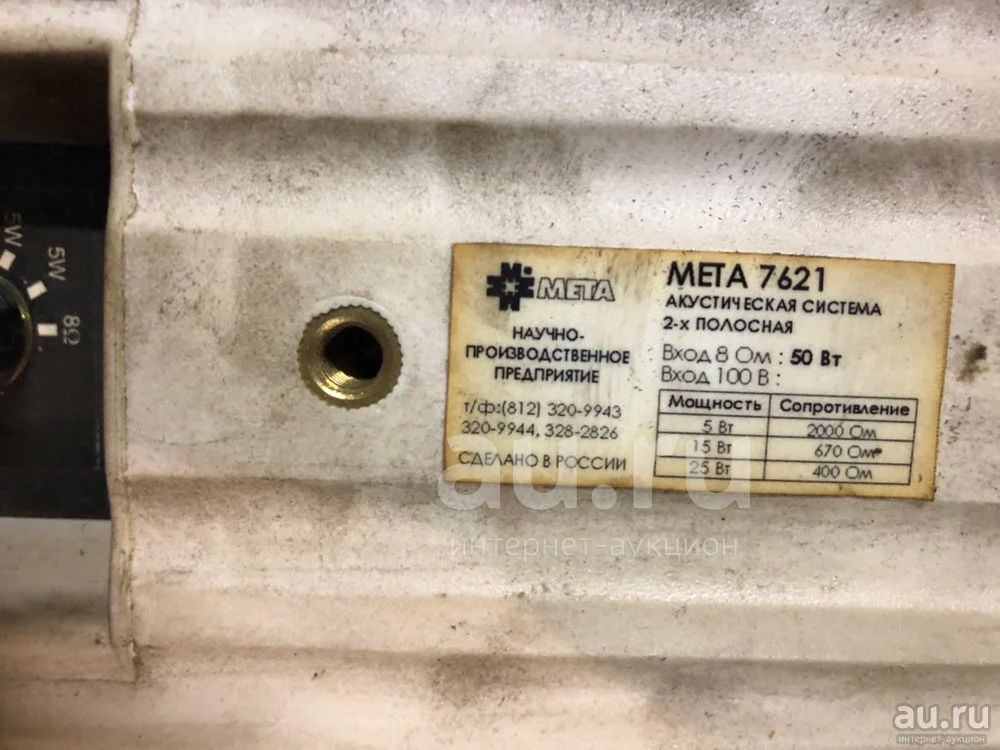 5W
5W
8Ω
МЕТА
НАУЧНО-
ПРОИЗВОДСТВЕННОЕ
ПРЕДПРИЯТИЕ
т/ф:(812) 320-9943
320-9944, 328-2826
СДЕЛАНО В РОССИИ
МЕТА 7621
АКУСТИЧЕСКАЯ СИСТЕМА
2-х ПОЛОСНАЯ
Вход 8 Ом : 50 Вт
Вход 100 В :
Мощность Сопротивление
5 Вт 2000 Ом
15 Вт 670 Ом
25 Вт 400 Ом
au.ru
интернет-аукцион
au.ru
интернет-аукцион